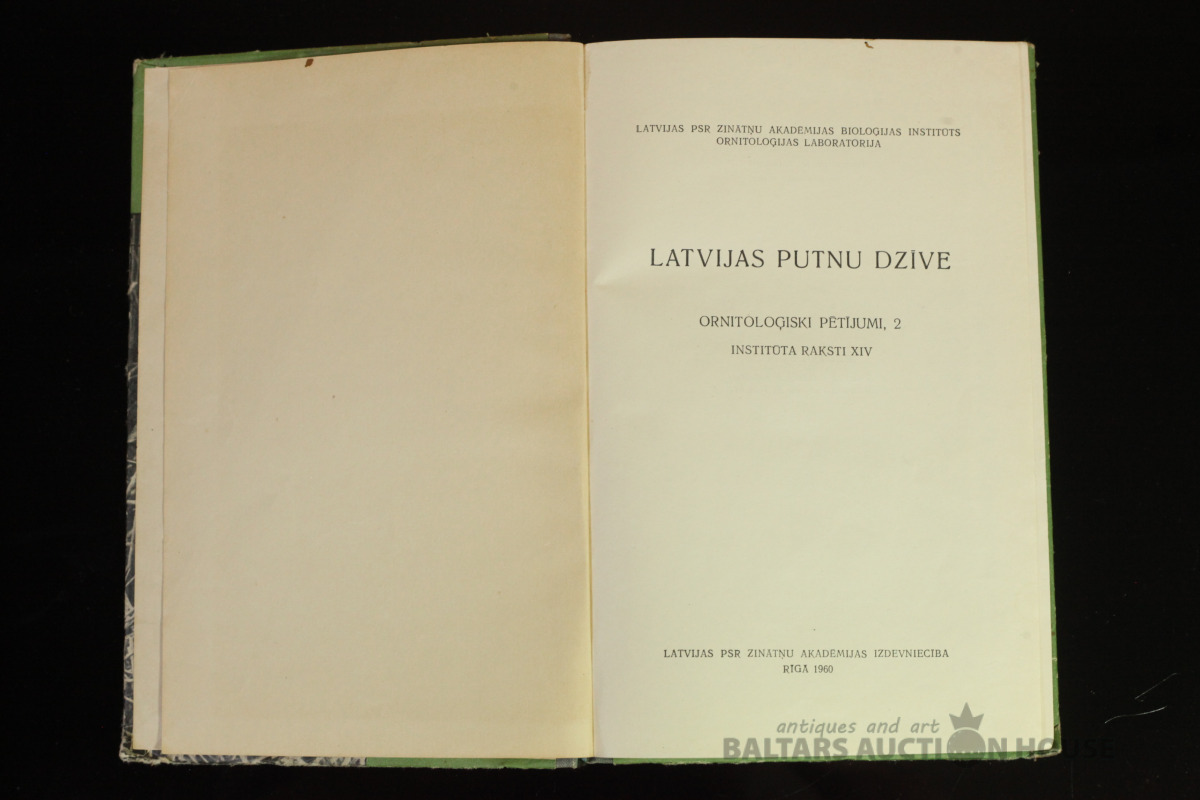 LATVIJAS PSR ZINĀTŅU AKADĒMIJAS BIOLOĢIJAS INSTITŪTS
ORNITOLOĢIJAS LABORATORIJA
LATVIJAS PUTNU DZĪVE
ORNITOLOĢISKI PĒTĪJUMI, 2
INSTITŪTA RAKSTI XIV
LATVIJAS PSR ZINĀTŅU AKADĒMIJAS IZDEVNIECĪBA
RĪGĀ 1960
antiques and art
BALTARS AUCTION HOUSE